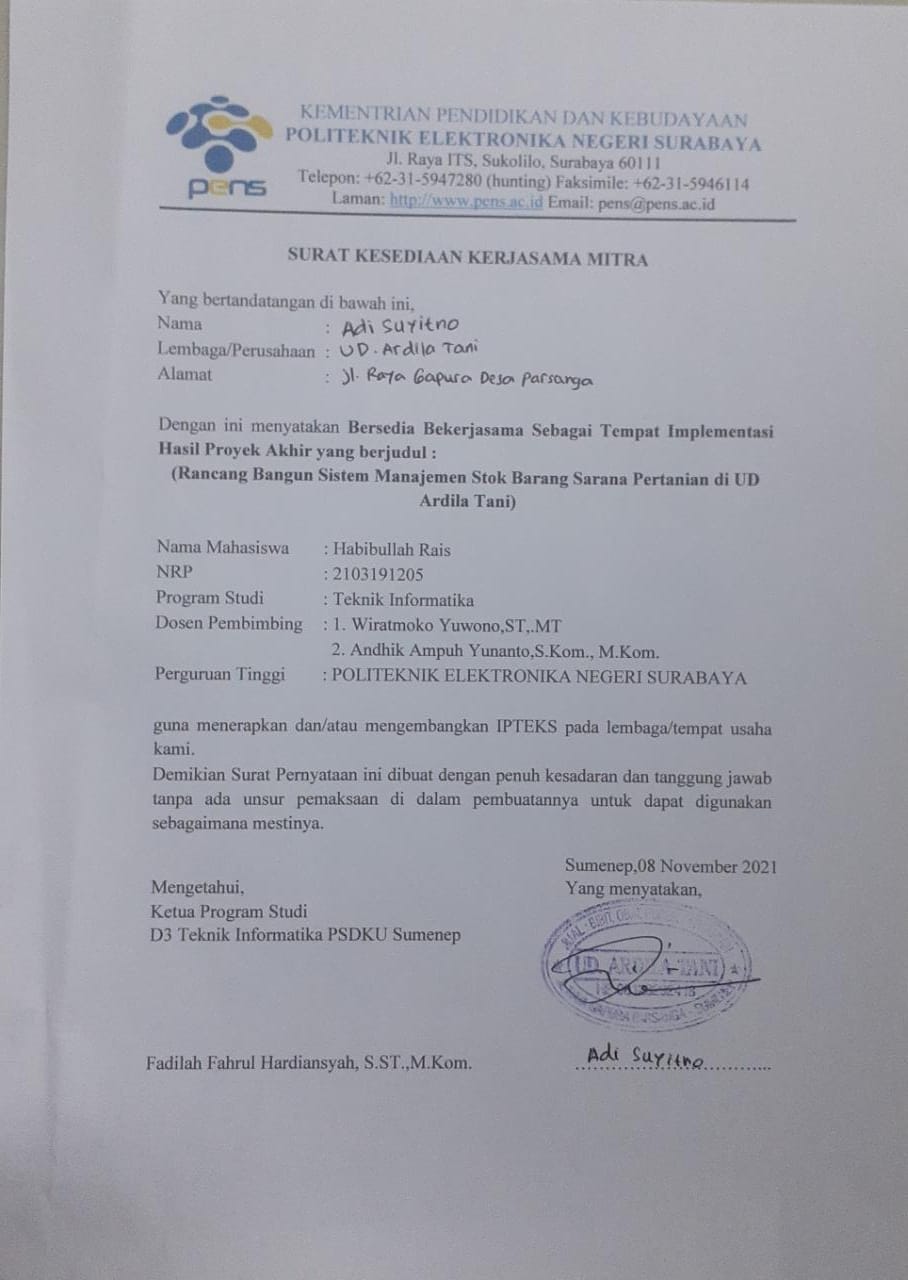 pens
KEMENTRIAN PENDIDIKAN DAN KEBUDAYAAN
POLITEKNIK ELEKTRONIKA NEGERI SURABAYA
Jl. Raya ITS, Sukolilo, Surabaya 60111
Telepon: +62-31-5947280 (hunting) Faksimile: +62-31-5946114
Laman: http://www.pens.ac.id Email: pens@pens.ac.id
SURAT KESEDIAAN KERJASAMA MITRA
Yang bertandatangan di bawah ini,
Nama : Adi Suyitno
Lembaga/Perusahaan : UD. Ardila Tani
Alamat : Jl. Raya Gapura Desa Parsanga
Dengan ini menyatakan Bersedia Bekerjasama Sebagai Tempat Implementasi
Hasil Proyek Akhir yang berjudul :
(Rancang Bangun Sistem Manajemen Stok Barang Sarana Pertanian di UD
Ardila Tani)
Nama Mahasiswa : Habibullah Rais
NRP : 2103191205
Program Studi : Teknik Informatika
Dosen Pembimbing : 1. Wiratmoko Yuwono,ST,.MT
2. Andhik Ampuh Yunanto,S.Kom., M.Kom.
Perguruan Tinggi : POLITEKNIK ELEKTRONIKA NEGERI SURABAYA
guna menerapkan dan/atau mengembangkan IPTEKS pada lembaga/tempat usaha
kami.
Demikian Surat Pernyataan ini dibuat dengan penuh kesadaran dan tanggung jawab
tanpa ada unsur pemaksaan di dalam pembuatannya untuk dapat digunakan
sebagaimana mestinya.
Sumenep,08 November 2021
Mengetahui,
Yang menyatakan,
Ketua Program Studi
D3 Teknik Informatika PSDKU Sumenep
UD ARDILA TANI
Fadilah Fahrul Hardiansyah, S.ST.,M.Kom.
Adi Suyitno